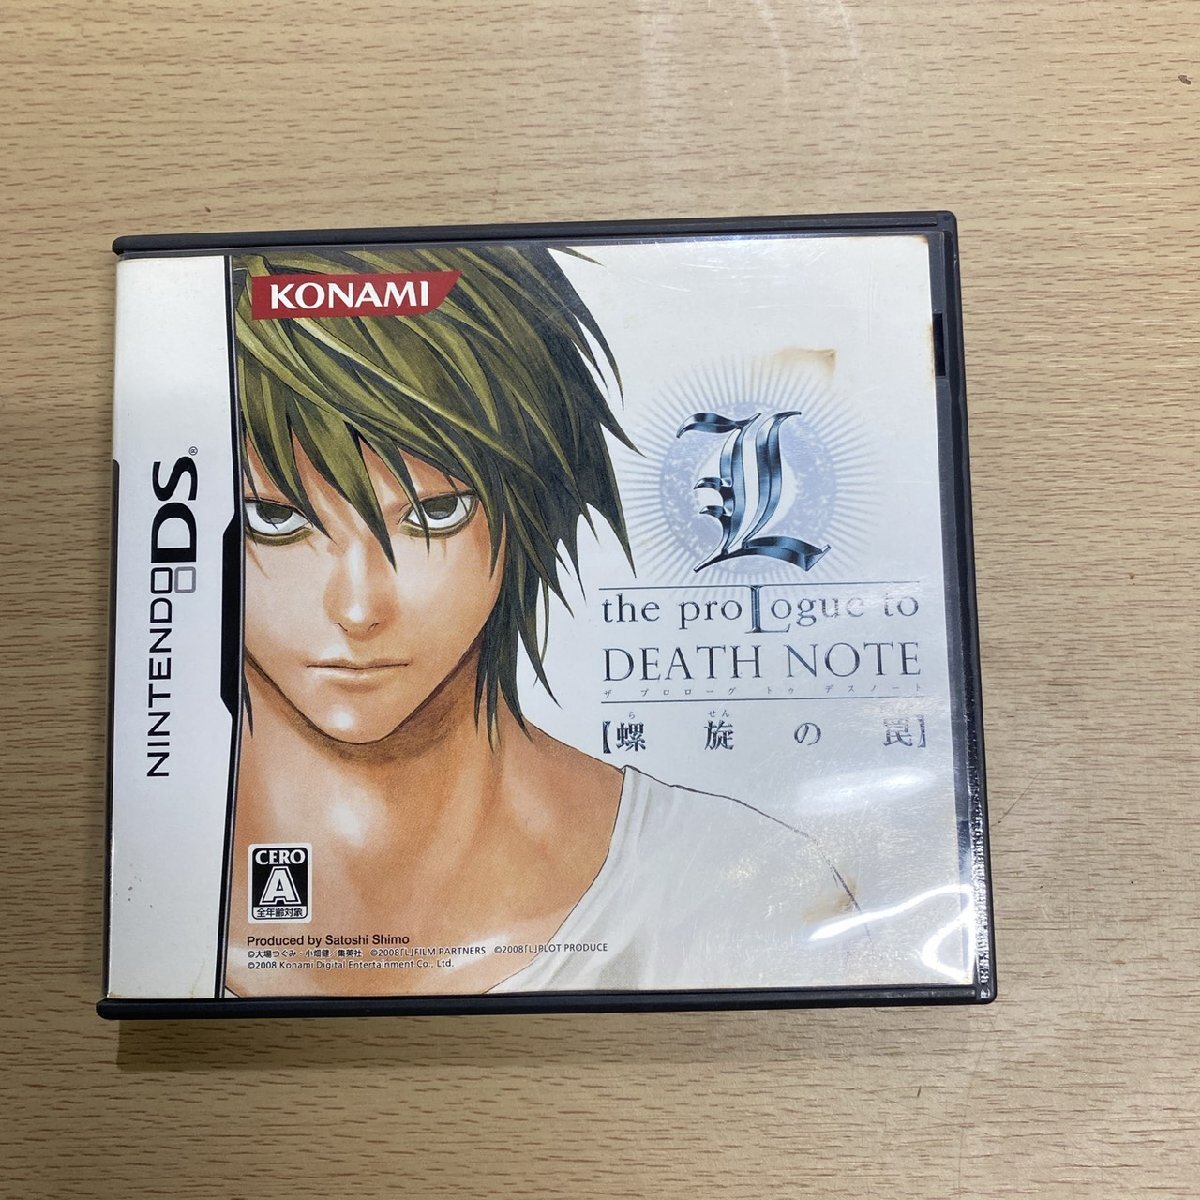 KONAMI
NINTENDO DS®
L
the proLogue to
DEATH NOTE
ザ プロローグ トゥ デスノート
【螺旋の罠】
ら せん
CERO
A
全年齢対象
Produced by Satoshi Shimo
©大場つぐみ・小畑健/集英社 ©2008「L」FILM PARTNERS ©2008「L」PLOT PRODUCE
©2008 Konami Digital Entertainment Co., Ltd.